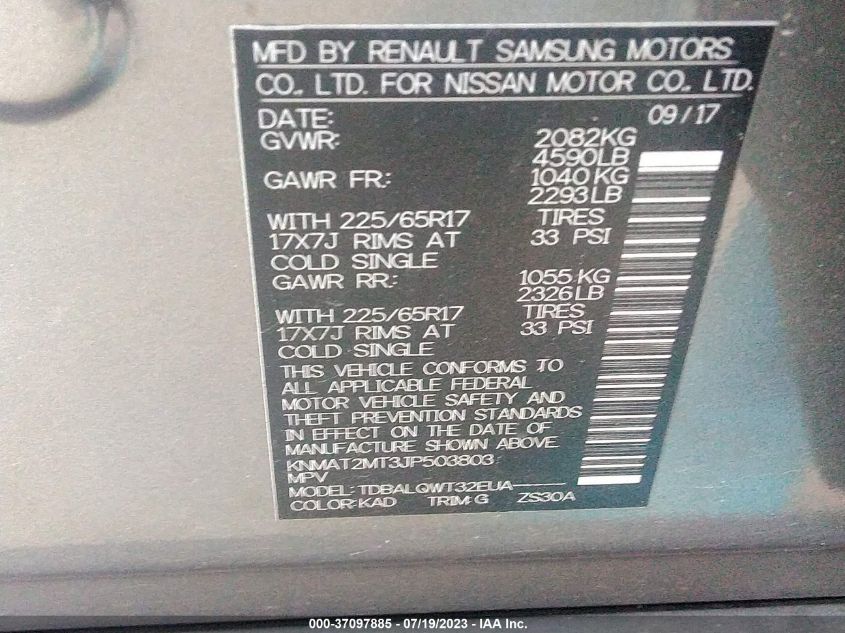 MFD BY RENAULT SAMSUNG MOTORS
CO., LTD. FOR NISSAN MOTOR CO., LTD.
DATE: 09/17
GVWR: 2082KG
4590LB
GAWR FR: 1040KG
2293LB
WITH 225/65R17 TIRES
17X7J RIMS AT 33 PSI
COLD SINGLE
GAWR RR: 1055KG
2326LB
WITH 225/65R17 TIRES
17X7J RIMS AT 33 PSI
COLD SINGLE
THIS VEHICLE CONFORMS TO
ALL APPLICABLE FEDERAL
MOTOR VEHICLE SAFETY AND
THEFT PREVENTION STANDARDS
IN EFFECT ON THE DATE OF
MANUFACTURE SHOWN ABOVE.
KNMAT2MT3JP503803
MPV
MODEL: TDBALQWT32EUA
COLOR:KAD TRIM:G ZS30A
000-37097885 - 07/19/2023 - IAA Inc.